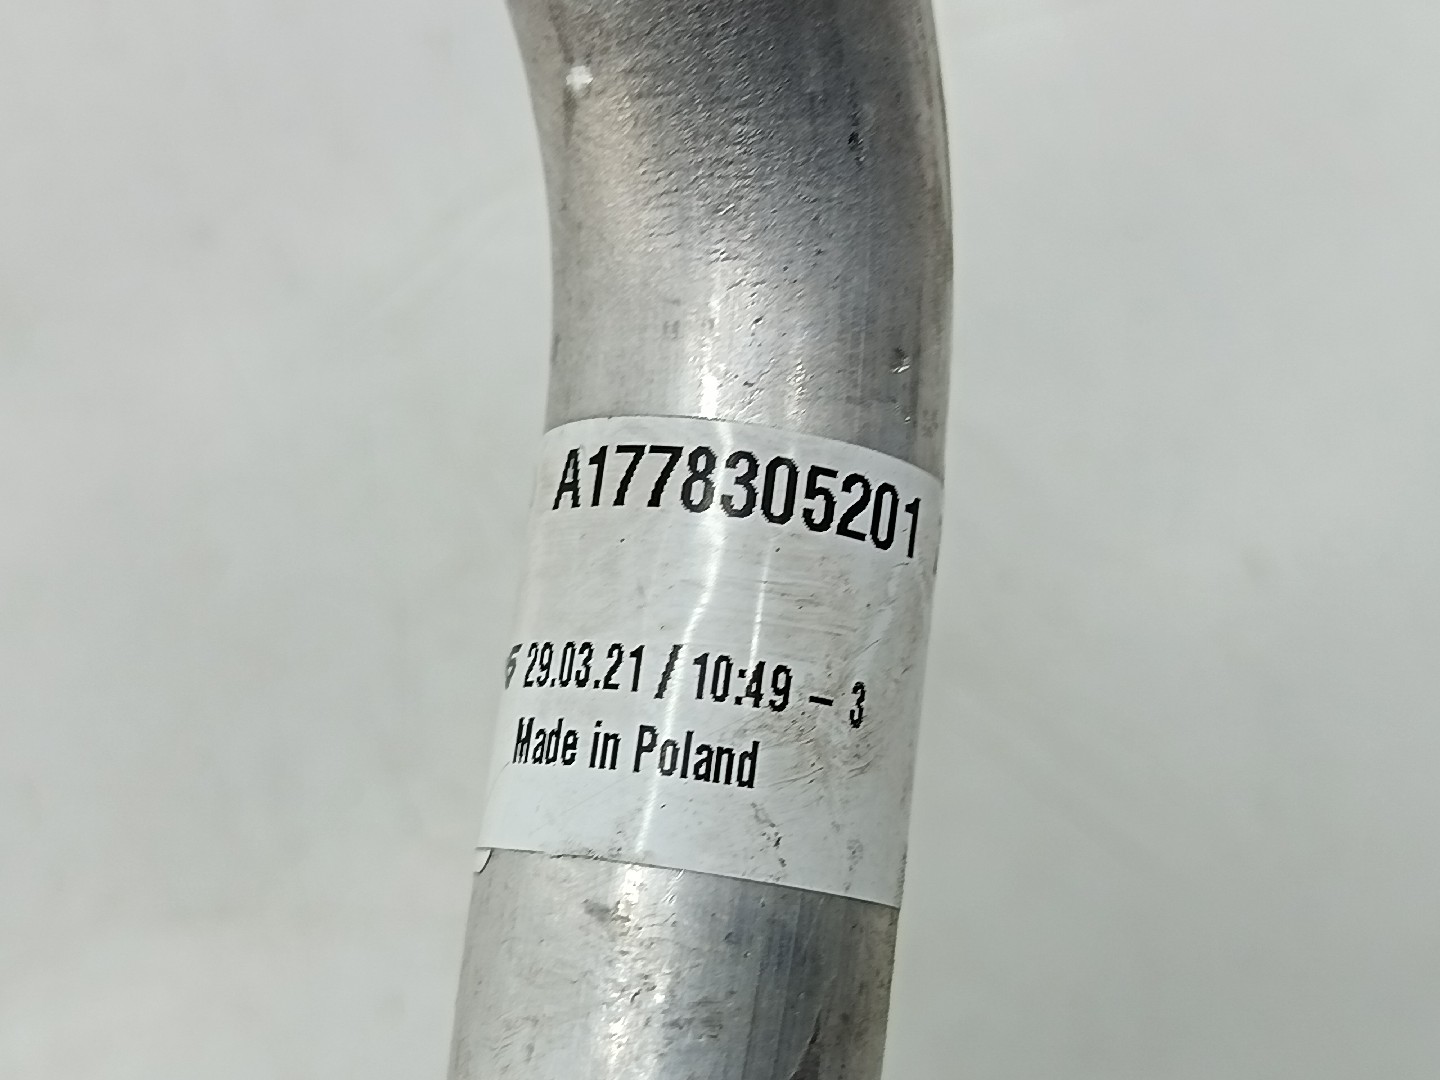 A1778305201
29.03.21 / 10:49 - 3
Made in Poland